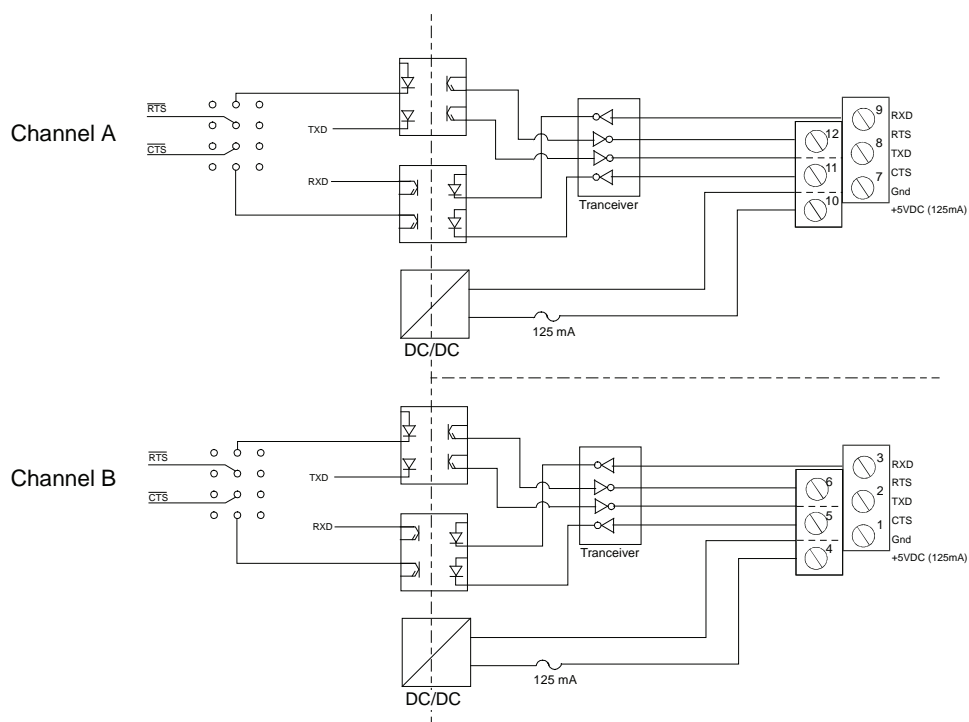 Channel A
RTS
CTS
TXD
RXD
Tranceiver
DC/DC
125 mA
12
11
10
9
8
7
RXD
RTS
TXD
CTS
Gnd
+5VDC (125mA)
Channel B
RTS
CTS
TXD
RXD
Tranceiver
DC/DC
125 mA
6
5
4
3
2
1
RXD
RTS
TXD
CTS
Gnd
+5VDC (125mA)